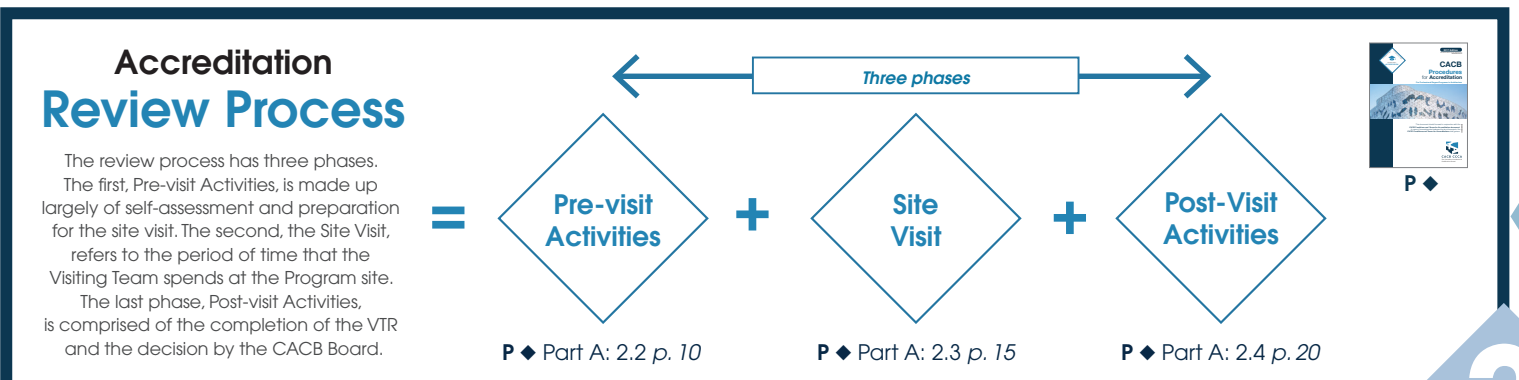 Accreditation
Review Process
The review process has three phases.
The first, Pre-visit Activities, is made up
largely of self-assessment and preparation
for the site visit. The second, the Site Visit,
refers to the period of time that the
Visiting Team spends at the Program site.
The last phase, Post-visit Activities,
is comprised of the completion of the VTR
and the decision by the CACB Board.
Three phases
=
Pre-visit
Activities
+
Site
Visit
+
Post-Visit
Activities
P ◆ Part A: 2.2 p. 10
P ◆ Part A: 2.3 p. 15
P ◆ Part A: 2.4 p. 20
CACB
Procedures
for Accreditation
P ◆